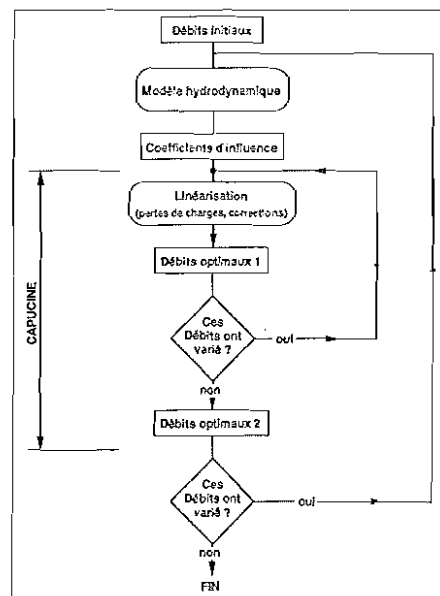 Débits initiaux
Modèle hydrodynamique
Coefficients d'influence
Linéarisation
(pertes de charges, corrections)
Débits optimaux 1
CAPUCINE
Ces
Débits ont
varié ?
oui
non
Débits optimaux 2
Ces
Débits ont
varié ?
oui
non
FIN